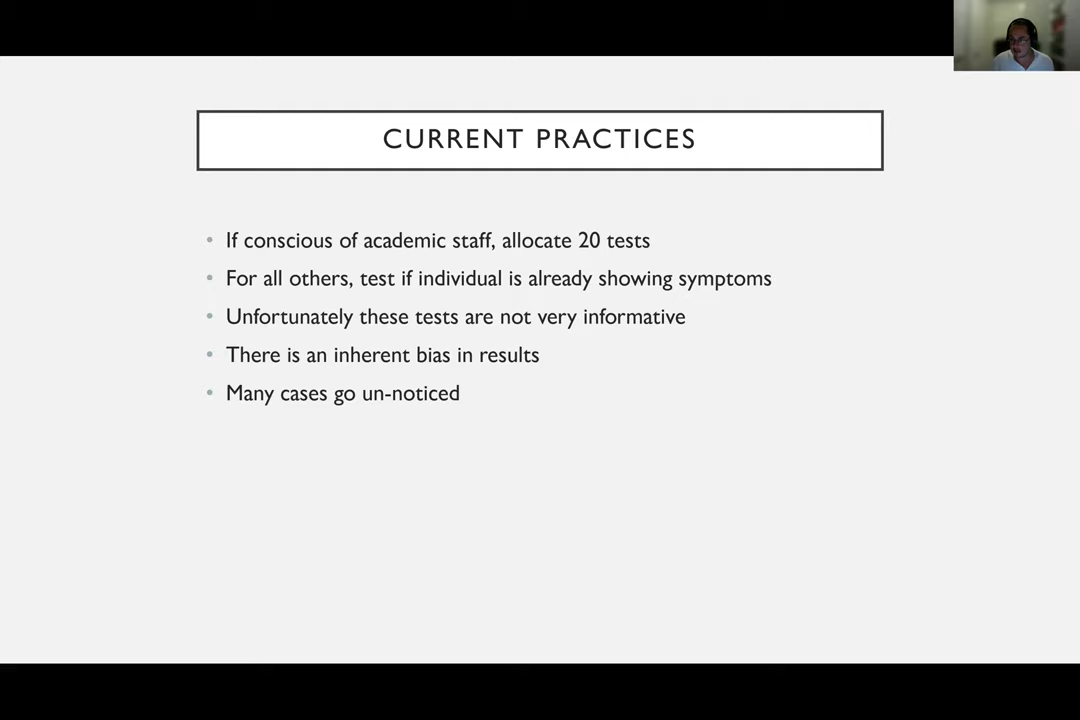 CURRENT PRACTICES
• If conscious of academic staff, allocate 20 tests
• For all others, test if individual is already showing symptoms
• Unfortunately these tests are not very informative
• There is an inherent bias in results
• Many cases go un-noticed